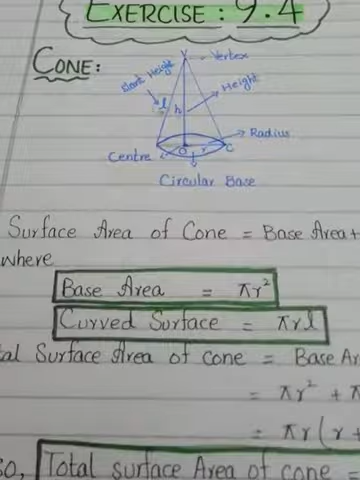 EXERCISE : 9.4
CONE:
V
Vertex
Slant Height
l
h
Height
Radius
Centre
O
r
C
Circular Base
Surface Area of Cone = Base Area+
where
Base Area = πr²
Curved Surface = πrl
tal Surface Area of cone = Base Ar
= πr² + π
= πr(r+
so, Total surface Area of cone =